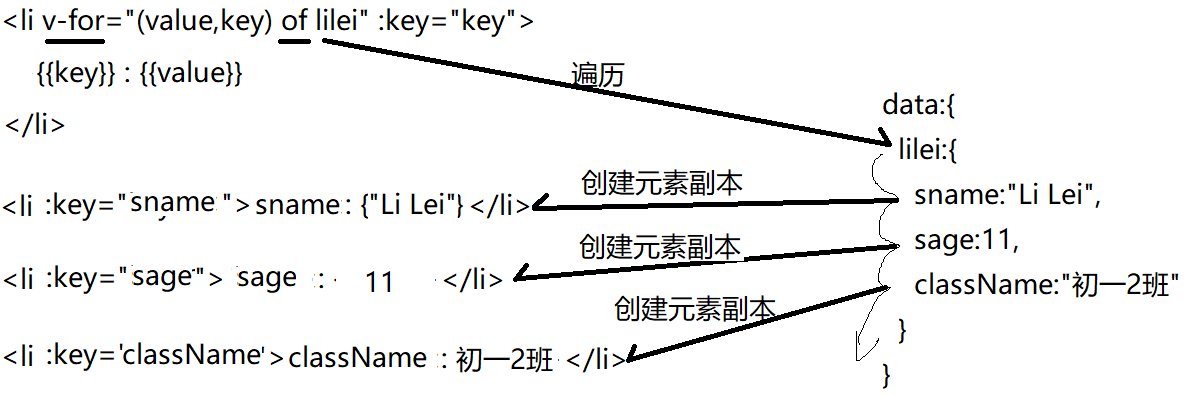 <li v-for="(value,key) of lilei" :key="key">
{{key}} : {{value}}
</li>
遍历
data:{
lilei:{
sname:"Li Lei",
sage:11,
className:"初一2班"
}
}
创建元素副本
<li :key="sname">sname: {"Li Lei"}</li>
创建元素副本
<li :key="sage"> sage : 11 </li>
创建元素副本
<li :key='className'>className : 初一2班 </li>